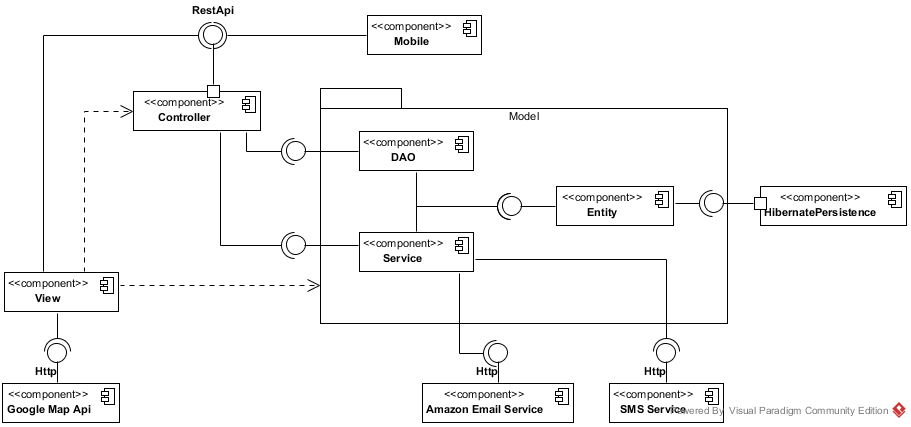 RestApi
<<component>>
Mobile
<<component>>
Controller
Model
<<component>>
DAO
<<component>>
Entity
<<component>>
HibernatePersistence
<<component>>
Service
<<component>>
View
Http
Http
Http
<<component>>
Google Map Api
<<component>>
Amazon Email Service
<<component>>
SMS Service
Powered By Visual Paradigm Community Edition